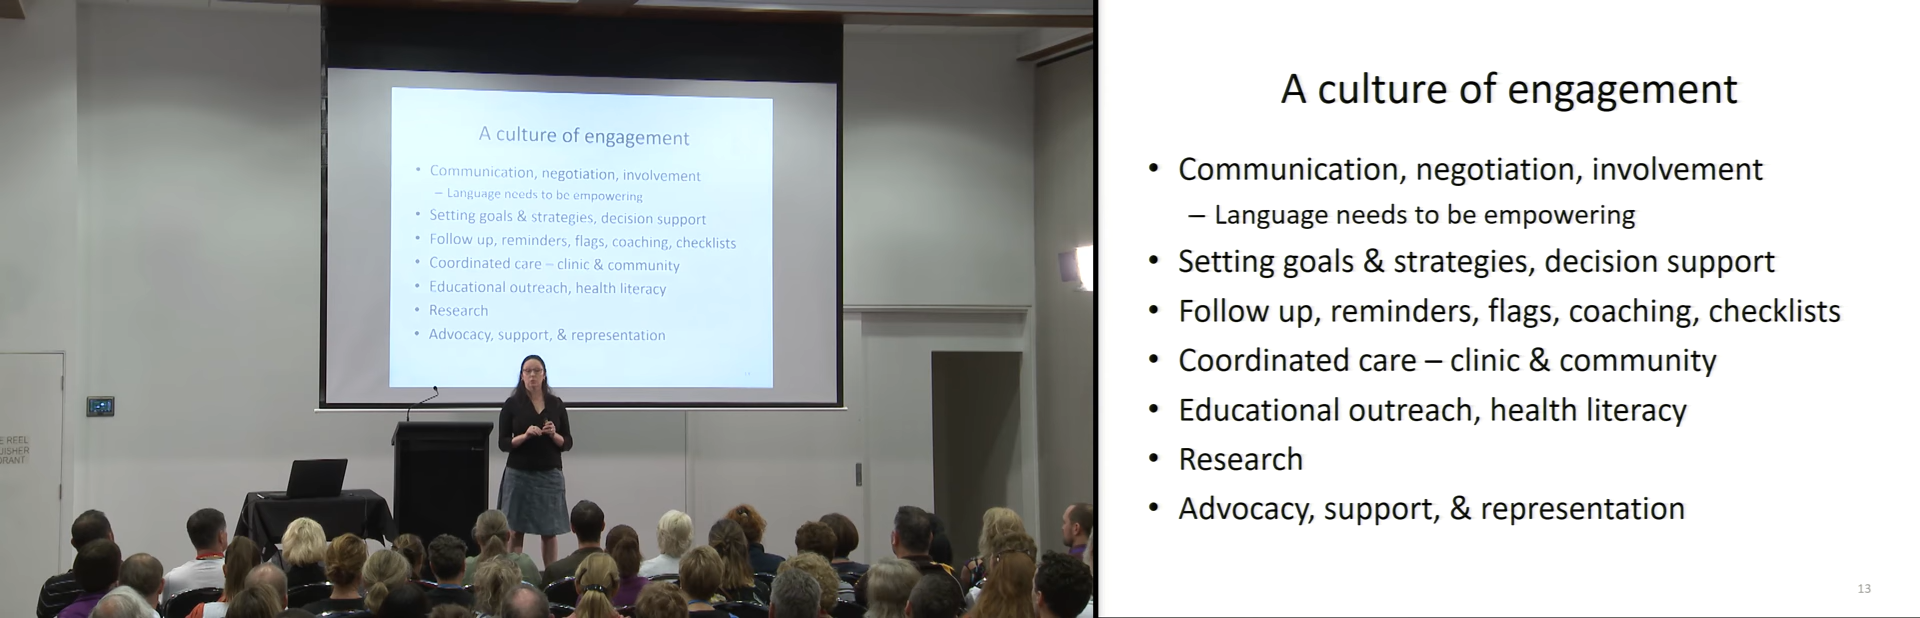 A culture of engagement
• Communication, negotiation, involvement
– Language needs to be empowering
• Setting goals & strategies, decision support
• Follow up, reminders, flags, coaching, checklists
• Coordinated care – clinic & community
• Educational outreach, health literacy
• Research
• Advocacy, support, & representation
E REEL
UISHER
DRANT
A culture of engagement
• Communication, negotiation, involvement
– Language needs to be empowering
• Setting goals & strategies, decision support
• Follow up, reminders, flags, coaching, checklists
• Coordinated care – clinic & community
• Educational outreach, health literacy
• Research
• Advocacy, support, & representation
13